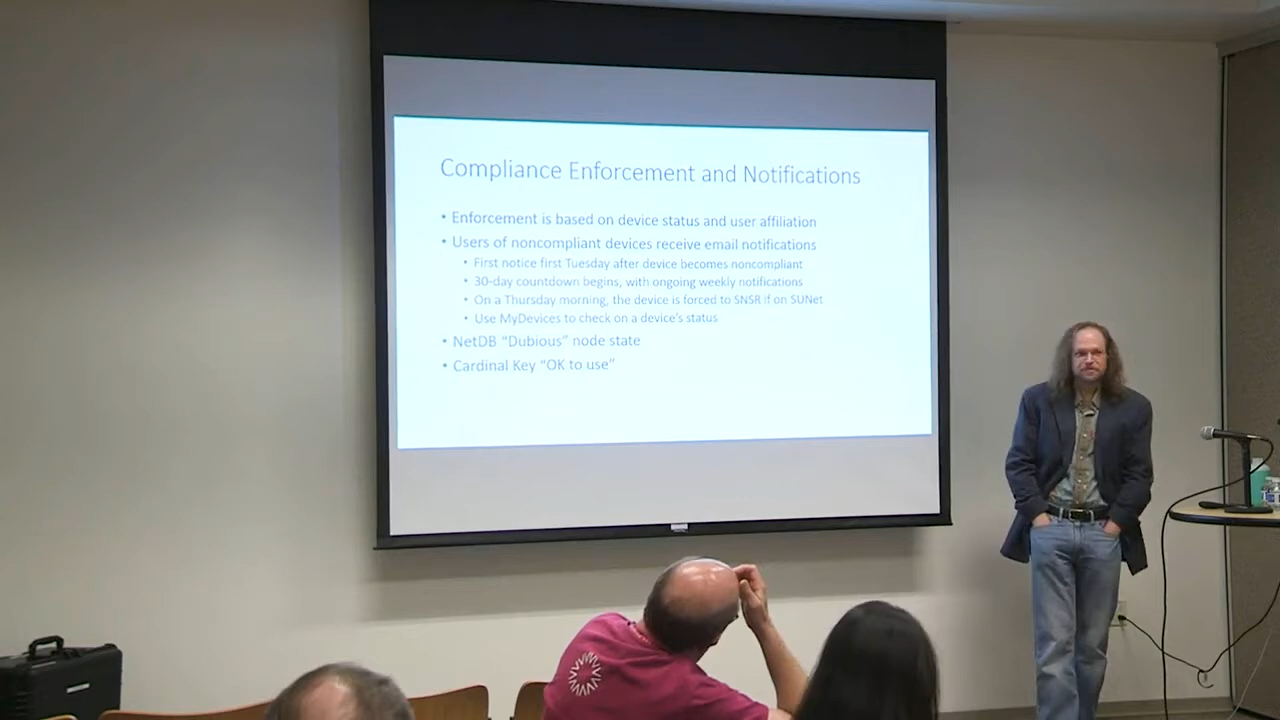 Compliance Enforcement and Notifications
• Enforcement is based on device status and user affiliation
• Users of noncompliant devices receive email notifications
• First notice first Tuesday after device becomes noncompliant
• 30-day countdown begins, with ongoing weekly notifications
• On a Thursday morning, the device is forced to SNSR if on SUNet
• Use MyDevices to check on a device's status
• NetDB "Dubious" node state
• Cardinal Key "OK to use"